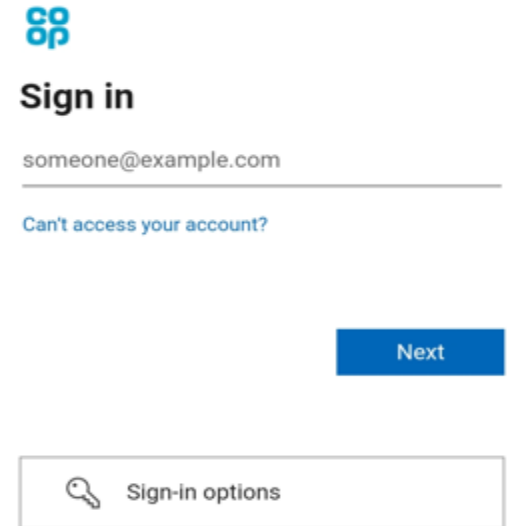 co
op
Sign in
someone@example.com
Can't access your account?
Next
Sign-in options